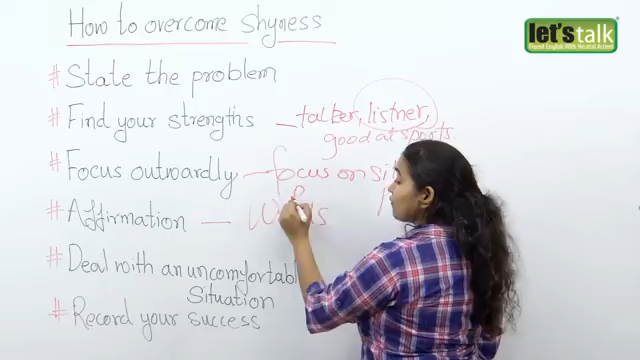 How to overcome shyness
let's talk
Fluent English With Neutral Accent
# State the problem
# Find your strengths – talker, listner,
good at sports.
# Focus outwardly – focus on
# Affirmation –
# Deal with an uncomfortabl
Situation
# Record your success